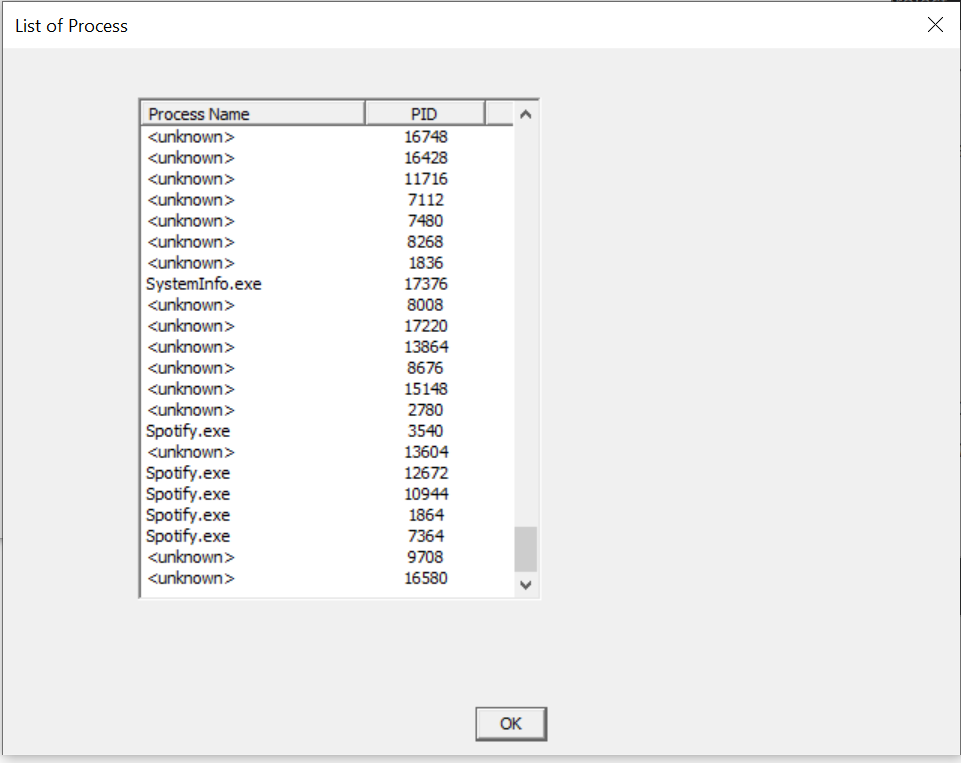 List of Process
Process Name PID
<unknown> 16748
<unknown> 16428
<unknown> 11716
<unknown> 7112
<unknown> 7480
<unknown> 8268
<unknown> 1836
SystemInfo.exe 17376
<unknown> 8008
<unknown> 17220
<unknown> 13864
<unknown> 8676
<unknown> 15148
<unknown> 2780
Spotify.exe 3540
<unknown> 13604
Spotify.exe 12672
Spotify.exe 10944
Spotify.exe 1864
Spotify.exe 7364
<unknown> 9708
<unknown> 16580
OK